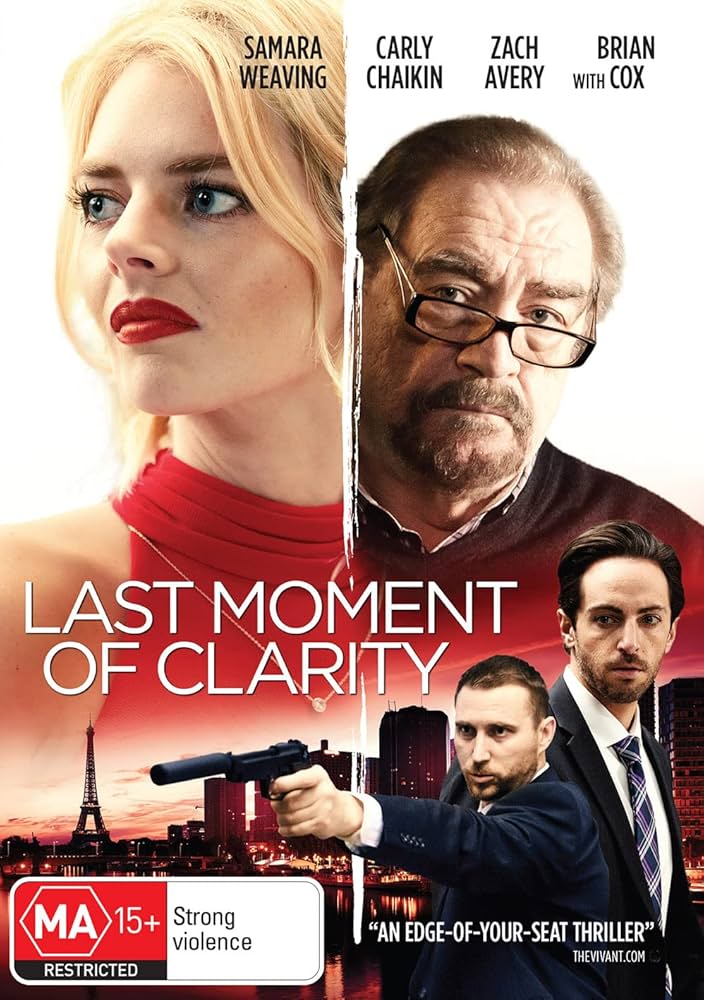 SAMARA WEAVING
CARLY CHAIKIN
ZACH AVERY
WITH BRIAN COX
LAST MOMENT
OF CLARITY
MA 15+
RESTRICTED
Strong
violence
“AN EDGE-OF-YOUR-SEAT THRILLER”
THEVIVANT.COM